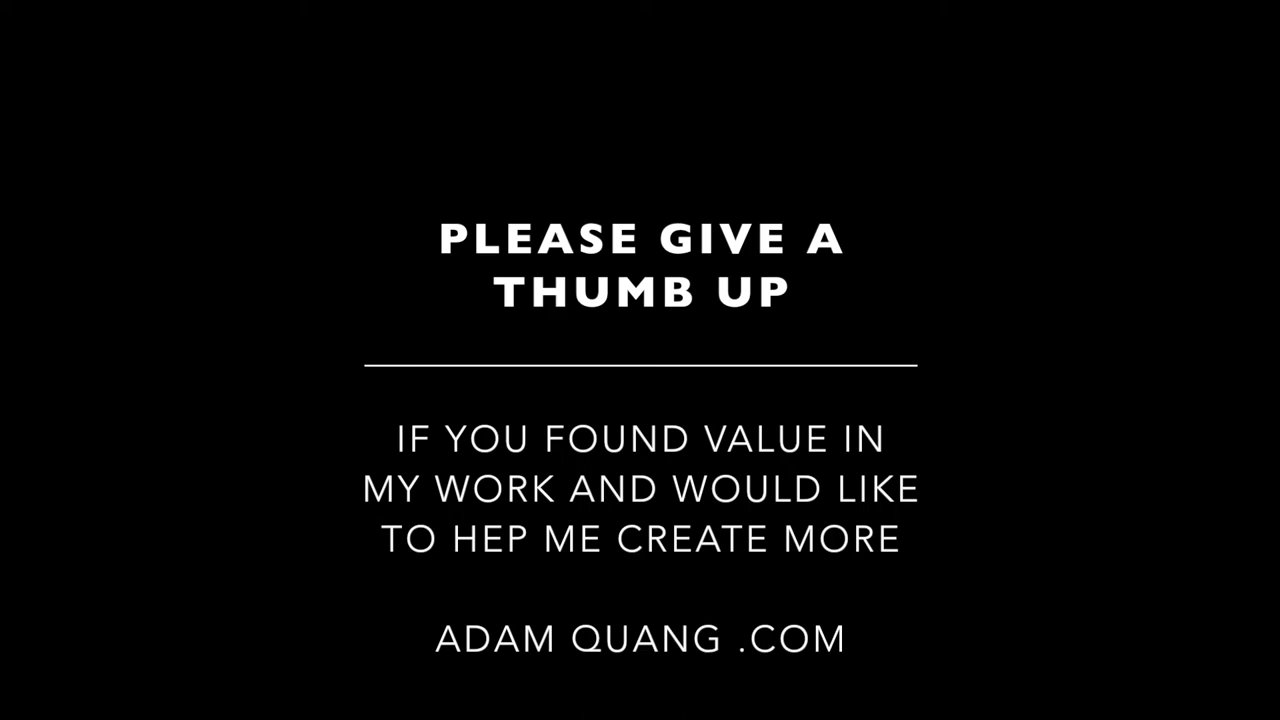 PLEASE GIVE A
THUMB UP
IF YOU FOUND VALUE IN
MY WORK AND WOULD LIKE
TO HEP ME CREATE MORE
ADAM QUANG .COM